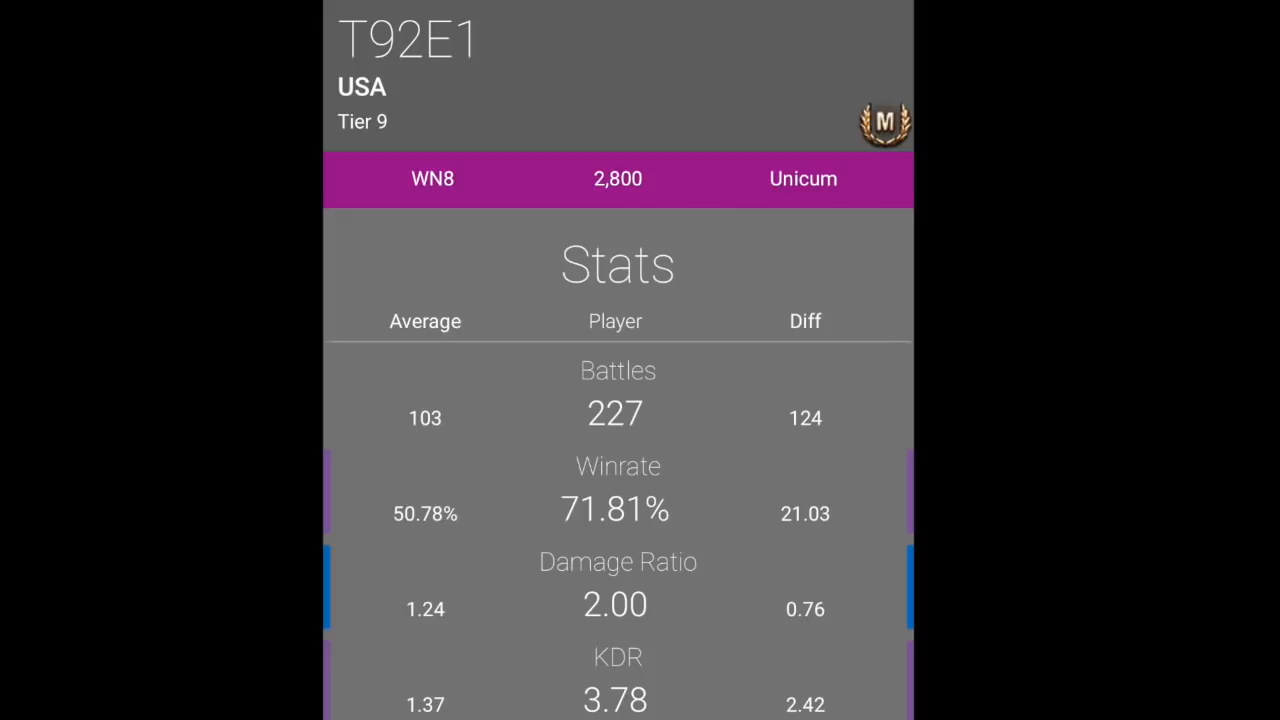 T92E1
USA
Tier 9
M
WN8 2,800 Unicum
Stats
Average Player Diff
Battles
103 227 124
Winrate
50.78% 71.81% 21.03
Damage Ratio
1.24 2.00 0.76
KDR
1.37 3.78 2.42